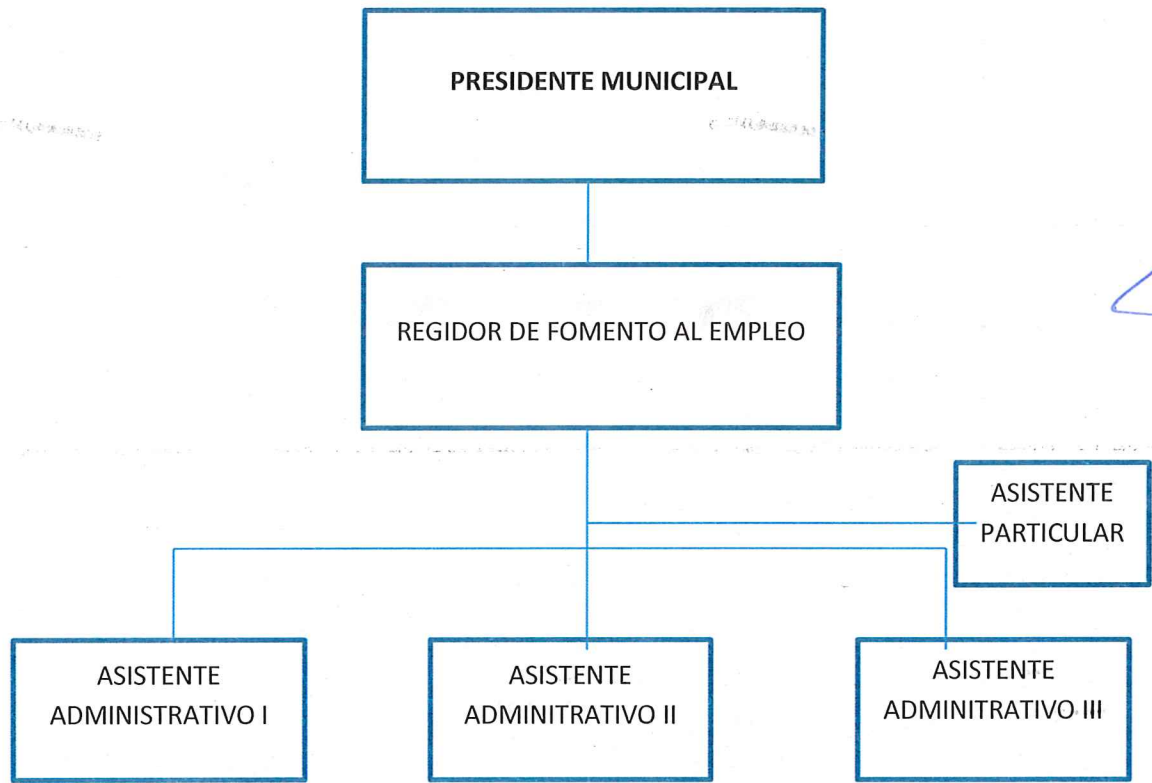 PRESIDENTE MUNICIPAL
REGIDOR DE FOMENTO AL EMPLEO
ASISTENTE
PARTICULAR
ASISTENTE
ADMINISTRATIVO I
ASISTENTE
ADMINITRATIVO II
ASISTENTE
ADMINITRATIVO III